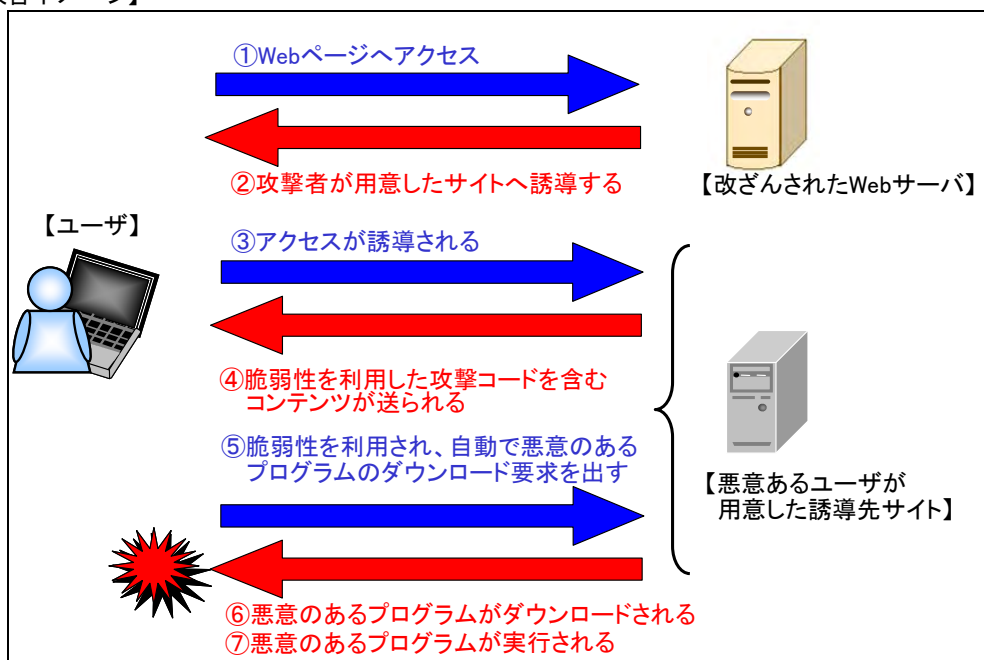 ①Webページへアクセス
②攻撃者が用意したサイトへ誘導する
【改ざんされたWebサーバ】
【ユーザ】
③アクセスが誘導される
④脆弱性を利用した攻撃コードを含む
コンテンツが送られる
⑤脆弱性を利用され、自動で悪意のある
プログラムのダウンロード要求を出す
【悪意あるユーザが
用意した誘導先サイト】
⑥悪意のあるプログラムがダウンロードされる
⑦悪意のあるプログラムが実行される